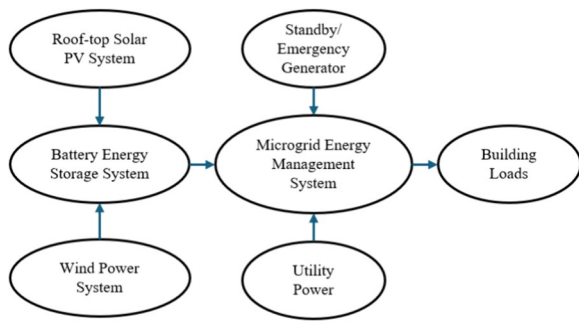 Roof-top Solar
PV System
Standby/
Emergency
Generator
Battery Energy
Storage System
Microgrid Energy
Management
System
Building
Loads
Wind Power
System
Utility
Power